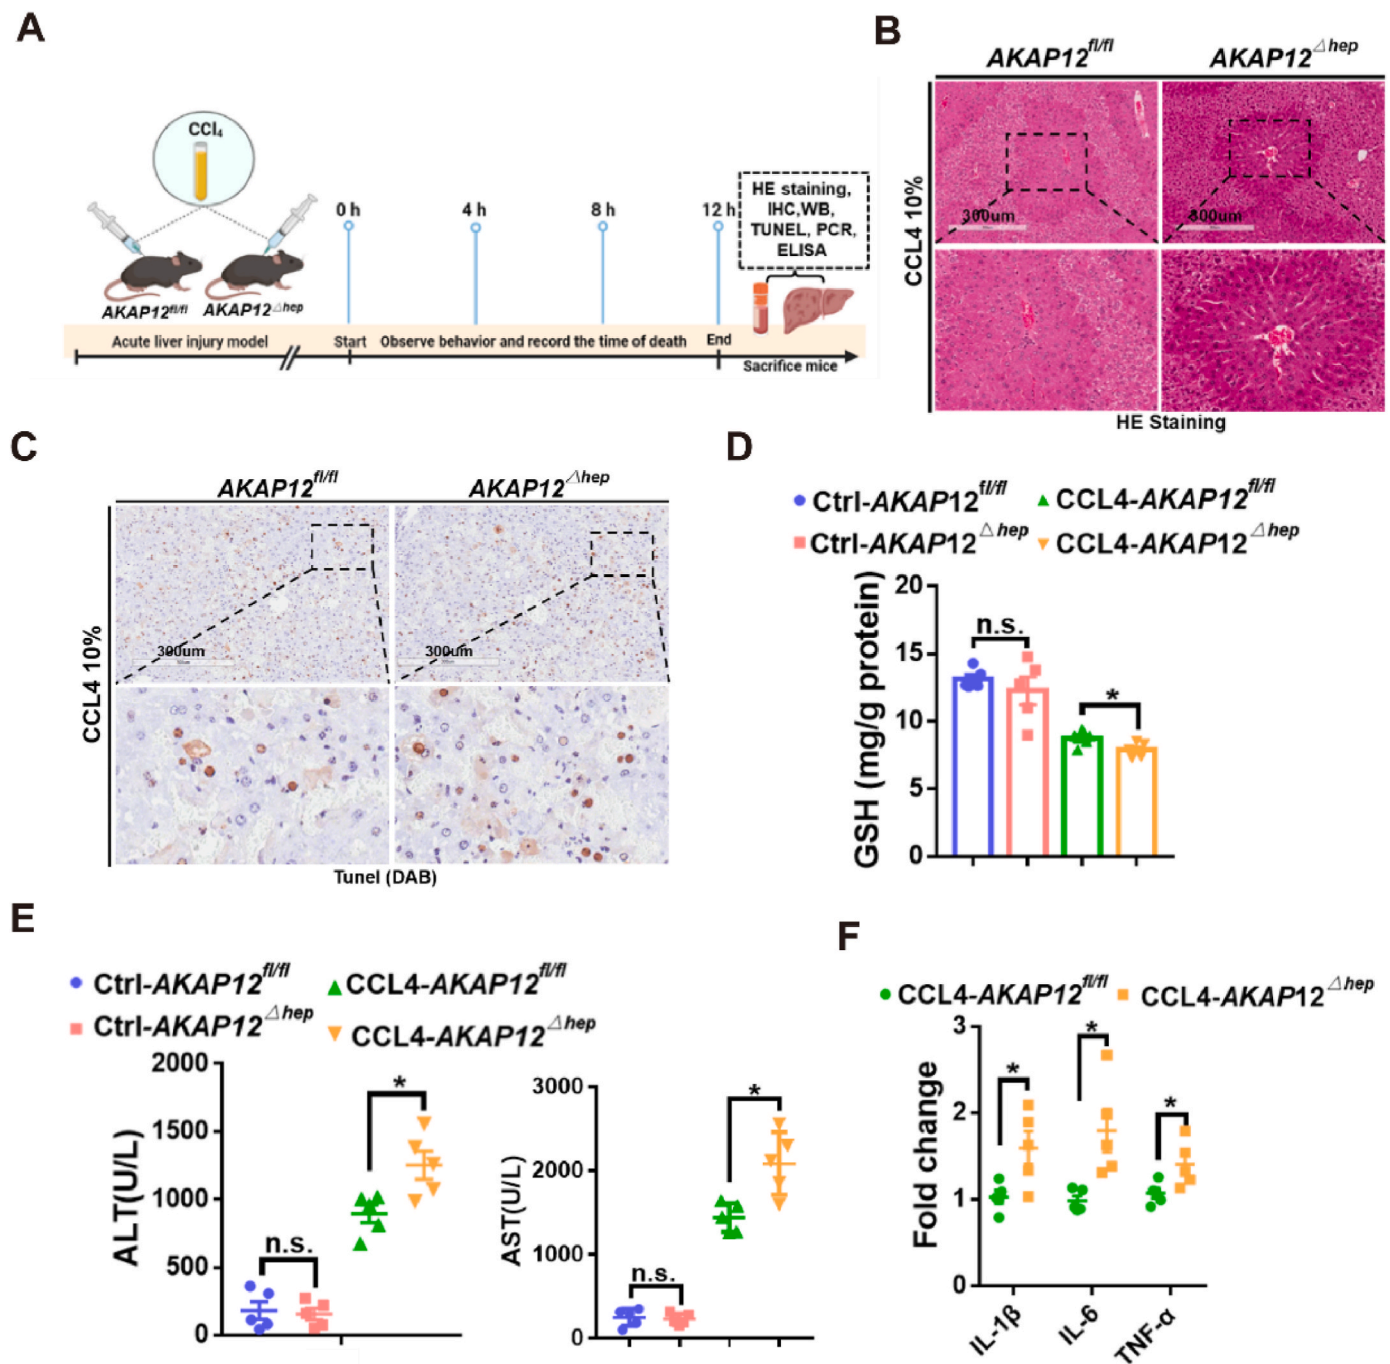 A
CCl₄
AKAP12fl/fl
AKAP12△hep
0 h
4 h
8 h
12 h
HE staining,
IHC,WB,
TUNEL, PCR,
ELISA
Acute liver injury model
Start
Observe behavior and record the time of death
End
Sacrifice mice
B
AKAP12fl/fl
AKAP12△hep
CCL4 10%
300um
300um
HE Staining
C
AKAP12fl/fl
AKAP12△hep
CCL4 10%
300um
300um
Tunel (DAB)
D
Ctrl-AKAP12fl/fl
CCL4-AKAP12fl/fl
Ctrl-AKAP12△hep
CCL4-AKAP12△hep
GSH (mg/g protein)
20
15
10
5
0
n.s.
*
E
Ctrl-AKAP12fl/fl
CCL4-AKAP12fl/fl
Ctrl-AKAP12△hep
CCL4-AKAP12△hep
ALT(U/L)
2000
1500
1000
500
0
n.s.
*
AST(U/L)
3000
2000
1000
0
n.s.
*
F
CCL4-AKAP12fl/fl
CCL4-AKAP12△hep
Fold change
3
2
1
0
*
*
*
IL-1β
IL-6
TNF-α